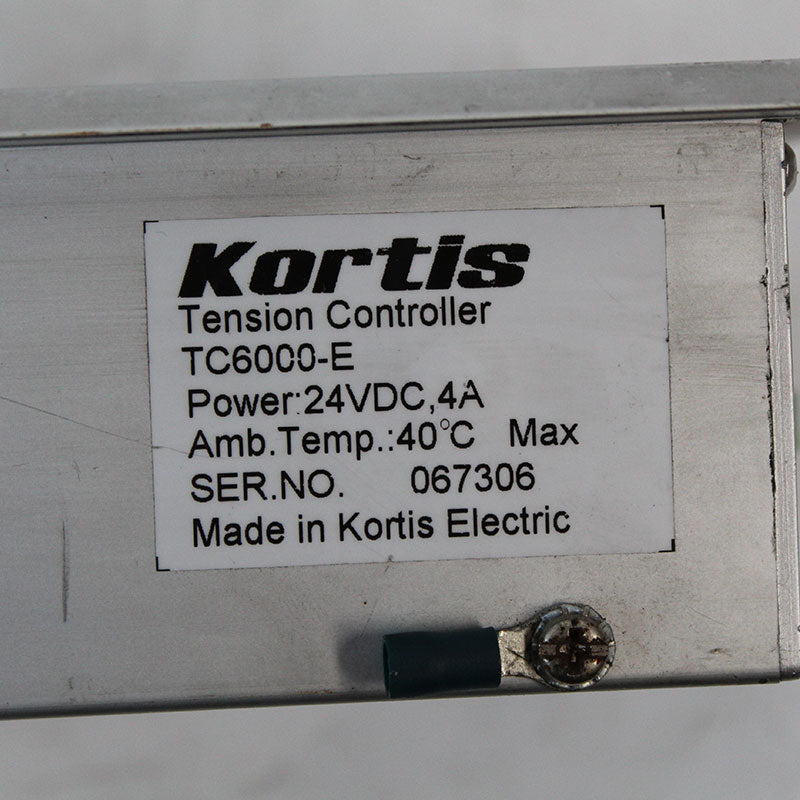 Kortis
Tension Controller
TC6000-E
Power:24VDC,4A
Amb.Temp.:40°C Max
SER.NO. 067306
Made in Kortis Electric